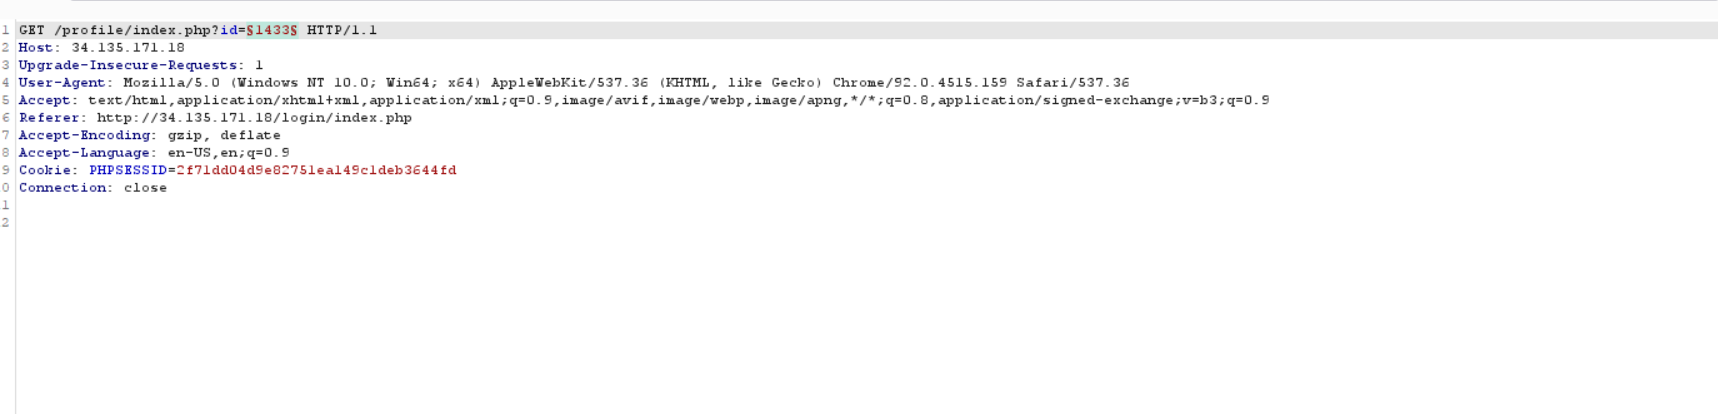 1 GET /profile/index.php?id=§1433§ HTTP/1.1
2 Host: 34.135.171.18
3 Upgrade-Insecure-Requests: 1
4 User-Agent: Mozilla/5.0 (Windows NT 10.0; Win64; x64) AppleWebKit/537.36 (KHTML, like Gecko) Chrome/92.0.4515.159 Safari/537.36
5 Accept: text/html,application/xhtml+xml,application/xml;q=0.9,image/avif,image/webp,image/apng,*/*;q=0.8,application/signed-exchange;v=b3;q=0.9
6 Referer: http://34.135.171.18/login/index.php
7 Accept-Encoding: gzip, deflate
8 Accept-Language: en-US,en;q=0.9
9 Cookie: PHPSESSID=2f71dd04d9e82751ea149c1deb3644fd
0 Connection: close
1
2